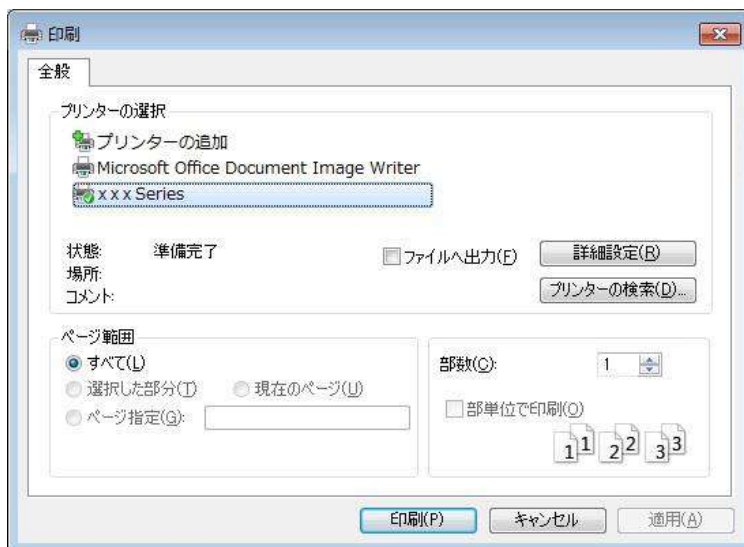 印刷
全般
プリンターの選択
プリンターの追加
Microsoft Office Document Image Writer
x x x Series
状態: 準備完了
ファイルへ出力(F)
詳細設定(R)
場所:
コメント:
プリンターの検索(D)...
ページ範囲
すべて(L)
選択した部分(T) 現在のページ(U)
ページ指定(G):
部数(C): 1
部単位で印刷(O)
1 1 2 2 3 3
印刷(P) キャンセル 適用(A)